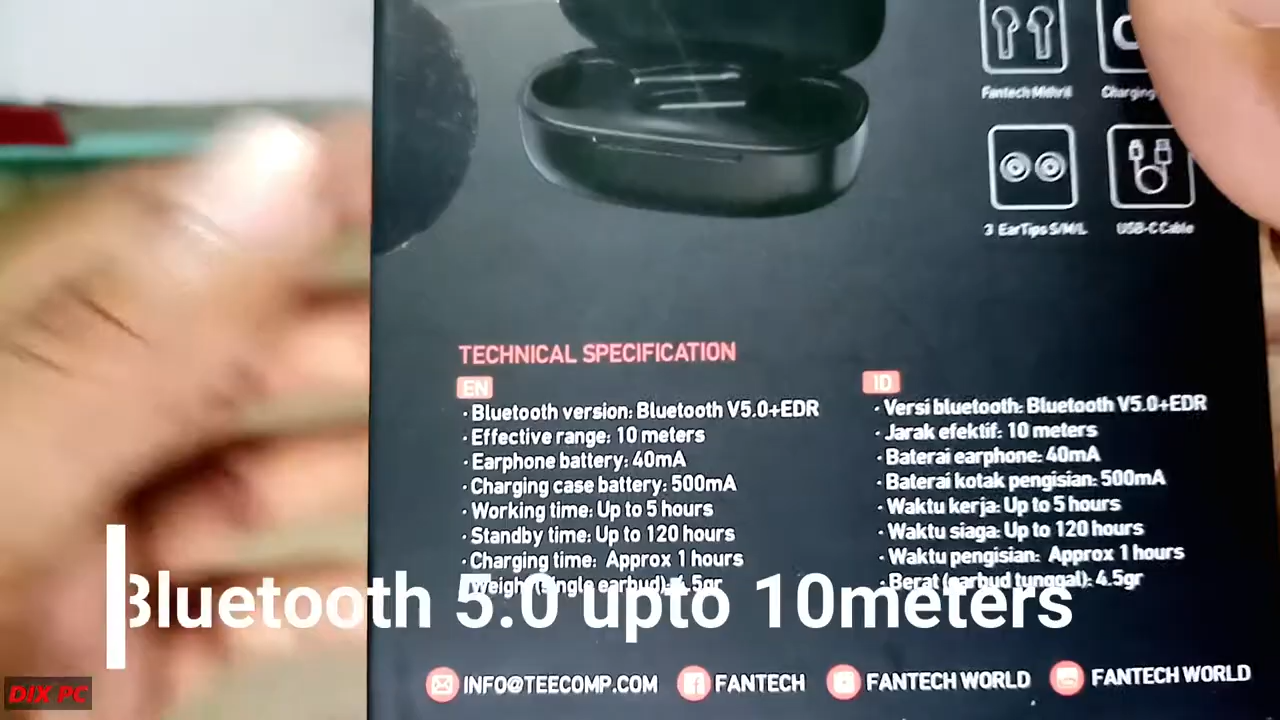 Fantech Mithril
Charging
3 EarTips S/M/L
USB-C Cable
TECHNICAL SPECIFICATION
EN
· Bluetooth version: Bluetooth V5.0+EDR
· Effective range: 10 meters
· Earphone battery: 40mA
· Charging case battery: 500mA
· Working time: Up to 5 hours
· Standby time: Up to 120 hours
· Charging time: Approx 1 hours
· Weight (single earbud): 4.5gr
ID
· Versi bluetooth: Bluetooth V5.0+EDR
· Jarak efektif: 10 meters
· Baterai earphone: 40mA
· Baterai kotak pengisian: 500mA
· Waktu kerja: Up to 5 hours
· Waktu siaga: Up to 120 hours
· Waktu pengisian: Approx 1 hours
· Berat (earbud tunggal): 4.5gr
Bluetooth 5.0 upto 10meters
INFO@TEECOMP.COM
FANTECH
FANTECH WORLD
FANTECH WORLD
DIX PC